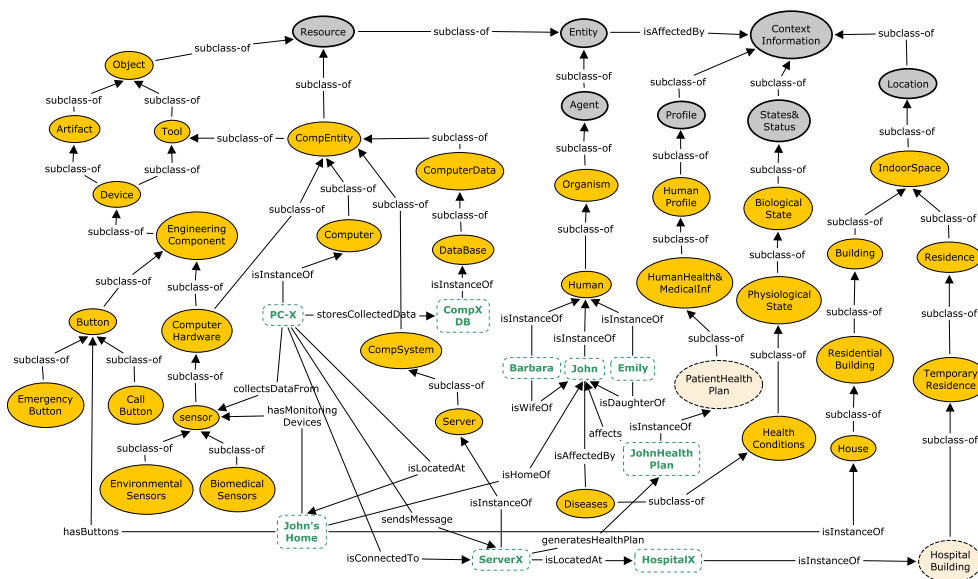 Resource
subclass-of
Entity
isAffectedBy
Context
Information
subclass-of
subclass-of
Object
subclass-of
subclass-of
subclass-of
subclass-of
Location
subclass-of
subclass-of
Agent
Profile
States&
Status
Artifact
Tool
subclass-of
CompEntity
subclass-of
subclass-of
subclass-of
subclass-of
subclass-of
ComputerData
IndoorSpace
subclass-of
subclass-of
Organism
Human
Profile
Device
subclass-of
subclass-of
subclass-of
Biological
State
subclass-of
subclass-of
subclass-of
subclass-of
Engineering
Component
Computer
DataBase
subclass-of
subclass-of
subclass-of
Building
Residence
isInstanceOf
subclass-of
subclass-of
isInstanceOf
Human
HumanHealth&
MedicalInf
Physiological
State
PC-X
storesCollectedData
CompX
DB
subclass-of
subclass-of
Button
Computer
Hardware
isInstanceOf
isInstanceOf
isInstanceOf
CompSystem
subclass-of
Residential
Building
subclass-of
subclass-of
subclass-of
Barbara
John
Emily
PatientHealth
Plan
subclass-of
Temporary
Residence
Emergency
Button
Call
Button
collectsDataFrom
subclass-of
isWifeOf
isDaughterOf
sensor
hasMonitoring
Devices
Server
affects
isInstanceOf
subclass-of
Health
Conditions
House
subclass-of
subclass-of
subclass-of
isLocatedAt
isHomeOf
isAffectedBy
JohnHealth
Plan
Environmental
Sensors
Biomedical
Sensors
isInstanceOf
Diseases
subclass-of
hasButtons
John's
Home
sendsMessage
generatesHealthPlan
isInstanceOf
isConnectedTo
ServerX
isLocatedAt
HospitalX
isInstanceOf
Hospital
Building